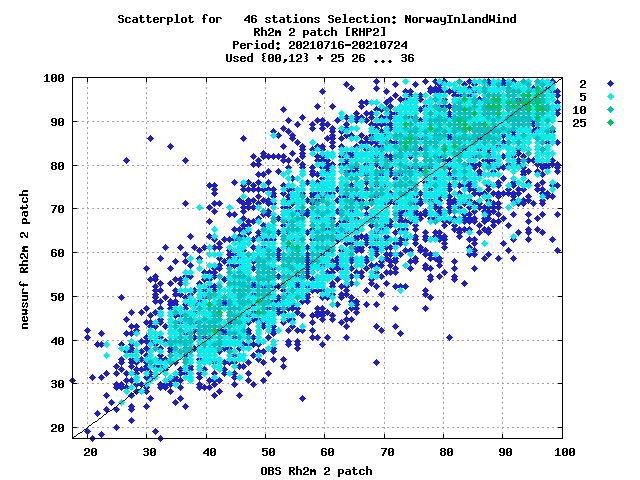 Scatterplot for 46 stations Selection: NorwayInlandWind
Rh2m 2 patch [RHP2]
Period: 20210716-20210724
Used {00,12} + 25 26 ... 36
2
5
10
25
100
90
80
70
60
50
40
30
20
newsurf Rh2m 2 patch
20 30 40 50 60 70 80 90 100
OBS Rh2m 2 patch